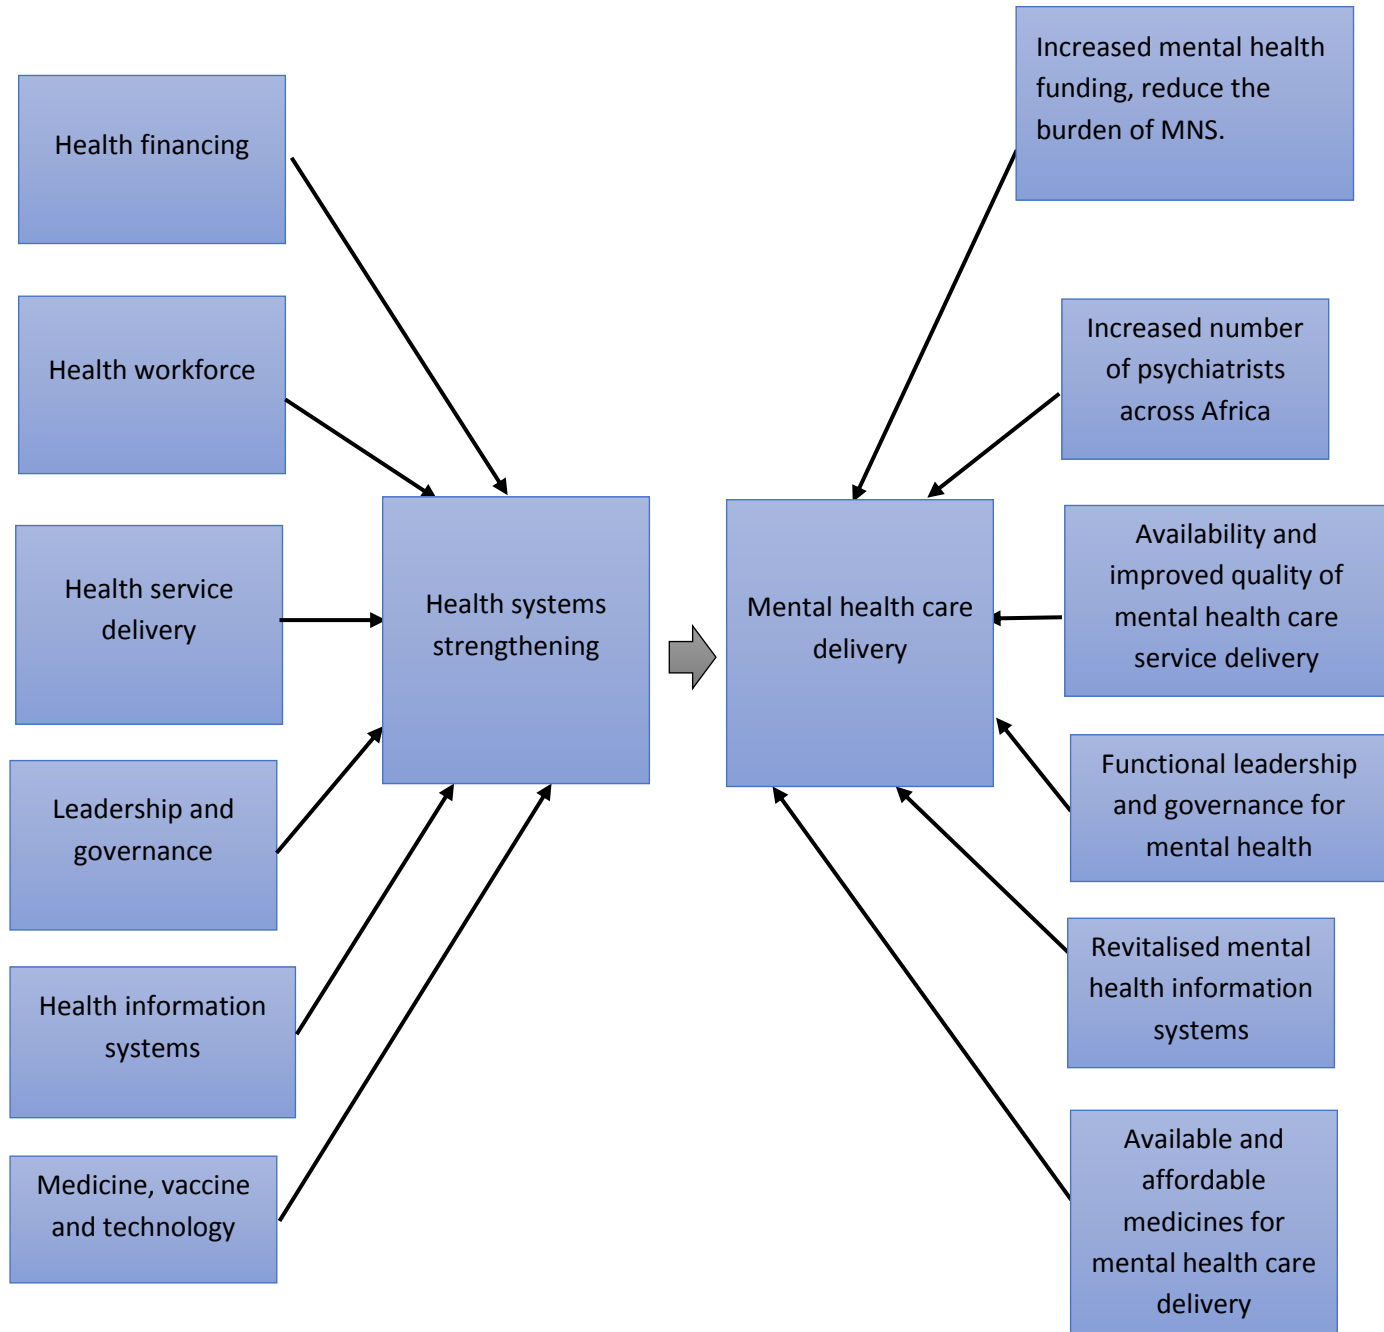 Health financing
Health workforce
Health service
delivery
Leadership and
governance
Health information
systems
Medicine, vaccine
and technology
Health systems
strengthening
Mental health care
delivery
Increased mental health
funding, reduce the
burden of MNS.
Increased number
of psychiatrists
across Africa
Availability and
improved quality of
mental health care
service delivery
Functional leadership
and governance for
mental health
Revitalised mental
health information
systems
Available and
affordable
medicines for
mental health care
delivery